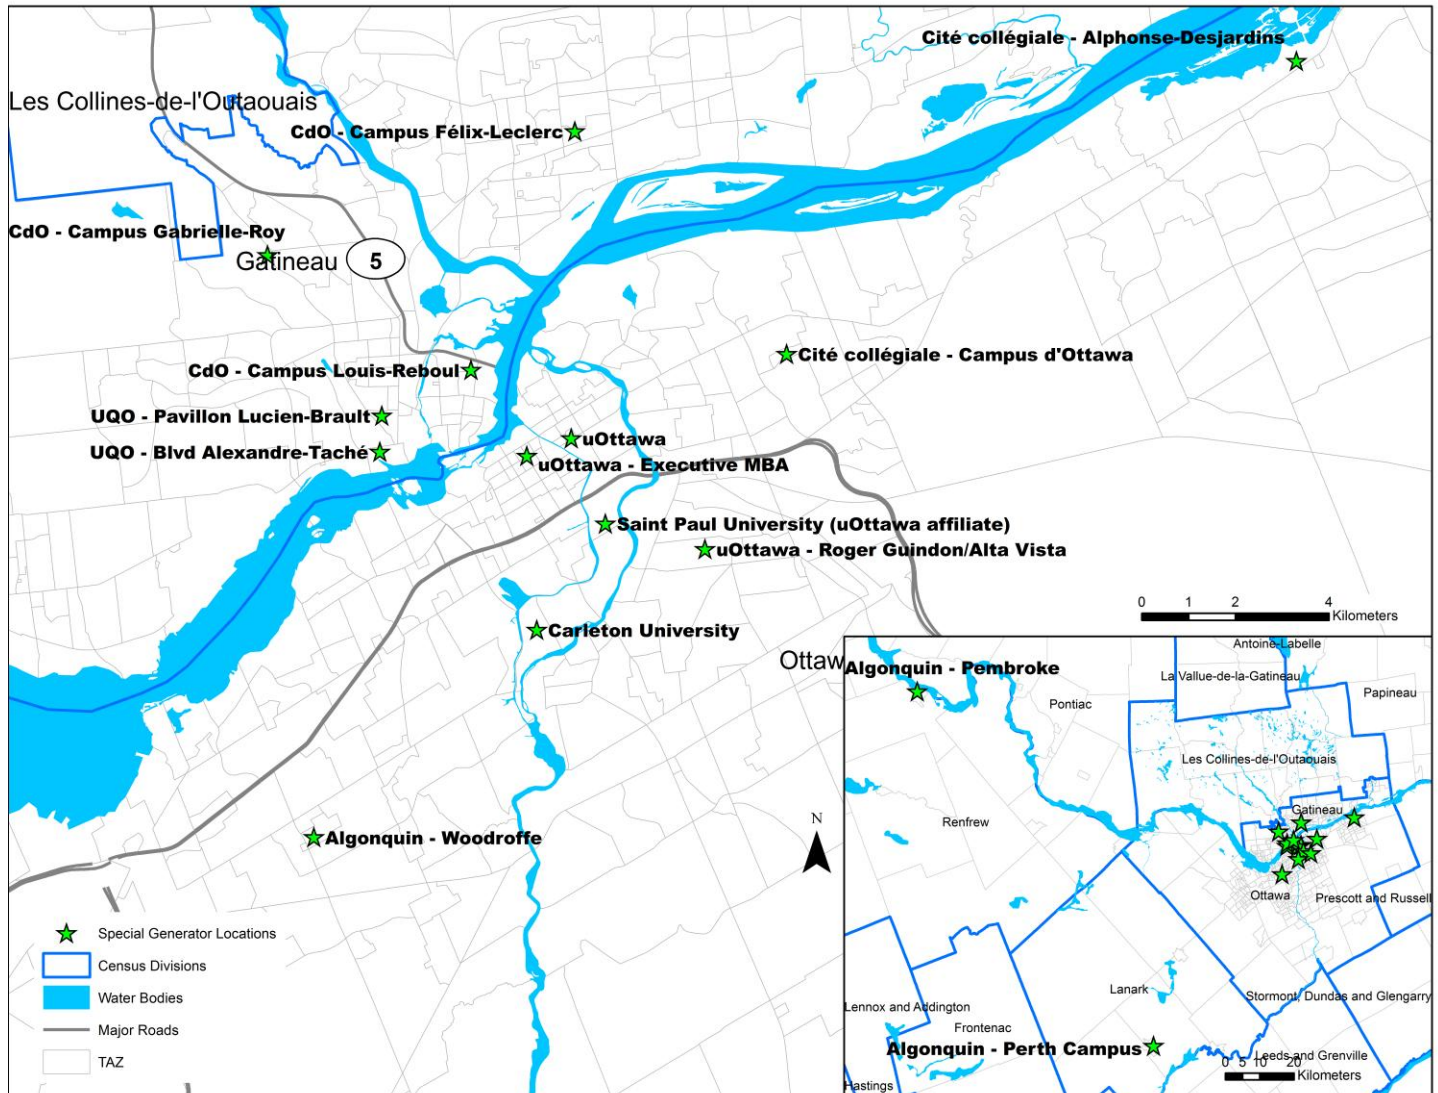 Cité collégiale - Alphonse-Desjardins
Les Collines-de-l'Outaouais
CdO - Campus Félix-Leclerc
CdO - Campus Gabrielle-Roy
Gatineau
5
Cité collégiale - Campus d'Ottawa
CdO - Campus Louis-Reboul
UQO - Pavillon Lucien-Brault
UQO - Blvd Alexandre-Taché
uOttawa
uOttawa - Executive MBA
Saint Paul University (uOttawa affiliate)
uOttawa - Roger Guindon/Alta Vista
Carleton University
0 1 2 4
Kilometers
Ottaw
Algonquin - Woodroffe
N
Special Generator Locations
Census Divisions
Water Bodies
Major Roads
TAZ
Antoine-Labelle
Algonquin - Pembroke
La Vallue-de-la-Gatineau
Papineau
Pontiac
Les Collines-de-l'Outaouais
Gatineau
Renfrew
Ottawa
Prescott and Russell
Lanark
Stormont, Dundas and Glengarry
Lennox and Addington
Frontenac
Algonquin - Perth Campus
Leeds and Grenville
0 5 10 20
Kilometers
Hastings